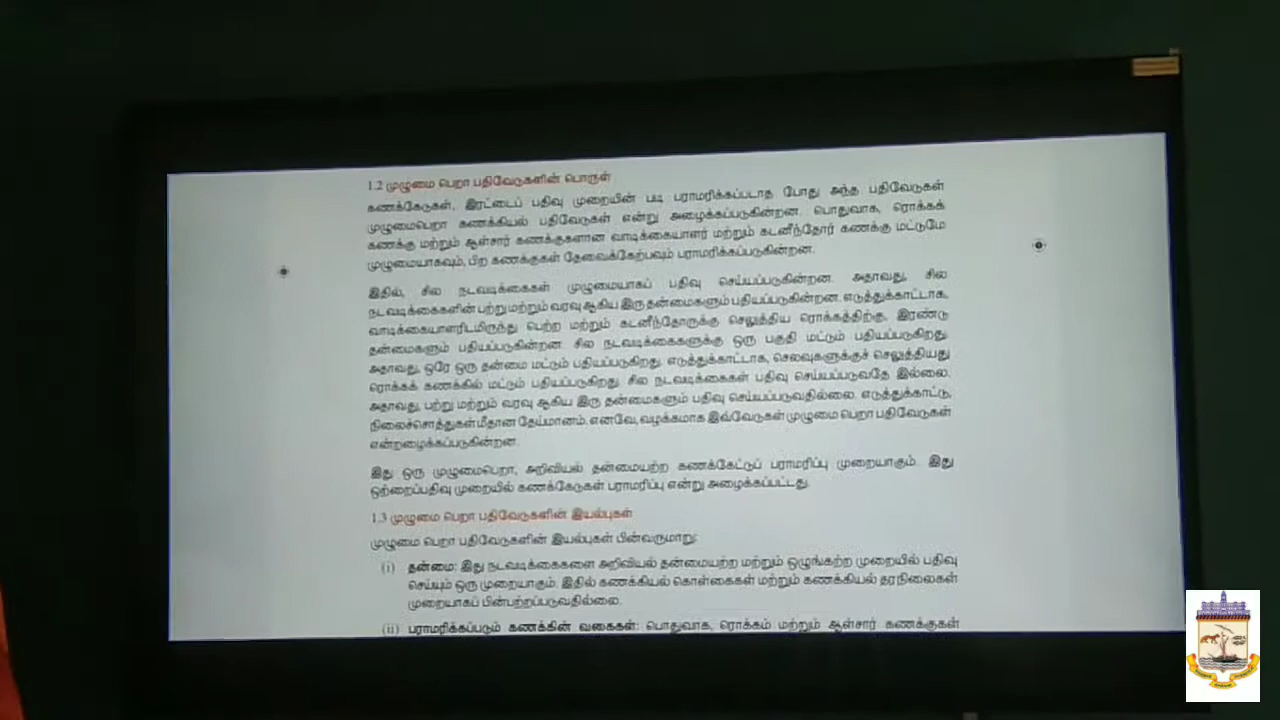 1.2 முழுமை பெறா பதிவேடுகளின் பொருள்
கணக்கேடுகள், இரட்டைப் பதிவு முறையின் படி பராமரிக்கப்படாத போது அந்த பதிவேடுகள்
முழுமைபெறா கணக்கியல் பதிவேடுகள் என்று அழைக்கப்படுகின்றன. பொதுவாக, ரொக்கக்
கணக்கு மற்றும் ஆள்சார் கணக்குகளான வாடிக்கையாளர் மற்றும் கடனீந்தோர் கணக்கு மட்டுமே
முழுமையாகவும், பிற கணக்குகள் தேவைக்கேற்பவும் பராமரிக்கப்படுகின்றன.
இதில், சில நடவடிக்கைகள் முழுமையாகப் பதிவு செய்யப்படுகின்றன. அதாவது, சில
நடவடிக்கைகளின் பற்று மற்றும் வரவு ஆகிய இரு தன்மைகளும் பதியப்படுகின்றன. எடுத்துக்காட்டாக,
வாடிக்கையாளரிடமிருந்து பெற்ற மற்றும் கடனீந்தோருக்கு செலுத்திய ரொக்கத்திற்கு, இரண்டு
தன்மைகளும் பதியப்படுகின்றன. சில நடவடிக்கைகளுக்கு ஒரு பகுதி மட்டும் பதியப்படுகிறது.
அதாவது, ஒரே ஒரு தன்மை மட்டும் பதியப்படுகிறது. எடுத்துக்காட்டாக, செலவுகளுக்குச் செலுத்தியது
ரொக்கக் கணக்கில் மட்டும் பதியப்படுகிறது. சில நடவடிக்கைகள் பதிவு செய்யப்படுவதே இல்லை.
அதாவது, பற்று மற்றும் வரவு ஆகிய இரு தன்மைகளும் பதிவு செய்யப்படுவதில்லை. எடுத்துக்காட்டு,
நிலைச்சொத்துகள் மீதான தேய்மானம். எனவே, வழக்கமாக இவ்வேடுகள் முழுமை பெறா பதிவேடுகள்
என்றழைக்கப்படுகின்றன.
இது ஒரு முழுமைபெறா, அறிவியல் தன்மையற்ற கணக்கேட்டுப் பராமரிப்பு முறையாகும். இது
ஒற்றைப்பதிவு முறையில் கணக்கேடுகள் பராமரிப்பு என்று அழைக்கப்பட்டது.
1.3 முழுமை பெறா பதிவேடுகளின் இயல்புகள்
முழுமை பெறா பதிவேடுகளின் இயல்புகள் பின்வருமாறு:
(i) தன்மை: இது நடவடிக்கைகளை அறிவியல் தன்மையற்ற மற்றும் ஒழுங்கற்ற முறையில் பதிவு
செய்யும் ஒரு முறையாகும். இதில் கணக்கியல் கொள்கைகள் மற்றும் கணக்கியல் தரநிலைகள்
முறையாகப் பின்பற்றப்படுவதில்லை.
(ii) பராமரிக்கப்படும் கணக்கின் வகைகள்: பொதுவாக, ரொக்கம் மற்றும் ஆள்சார் கணக்குகள்